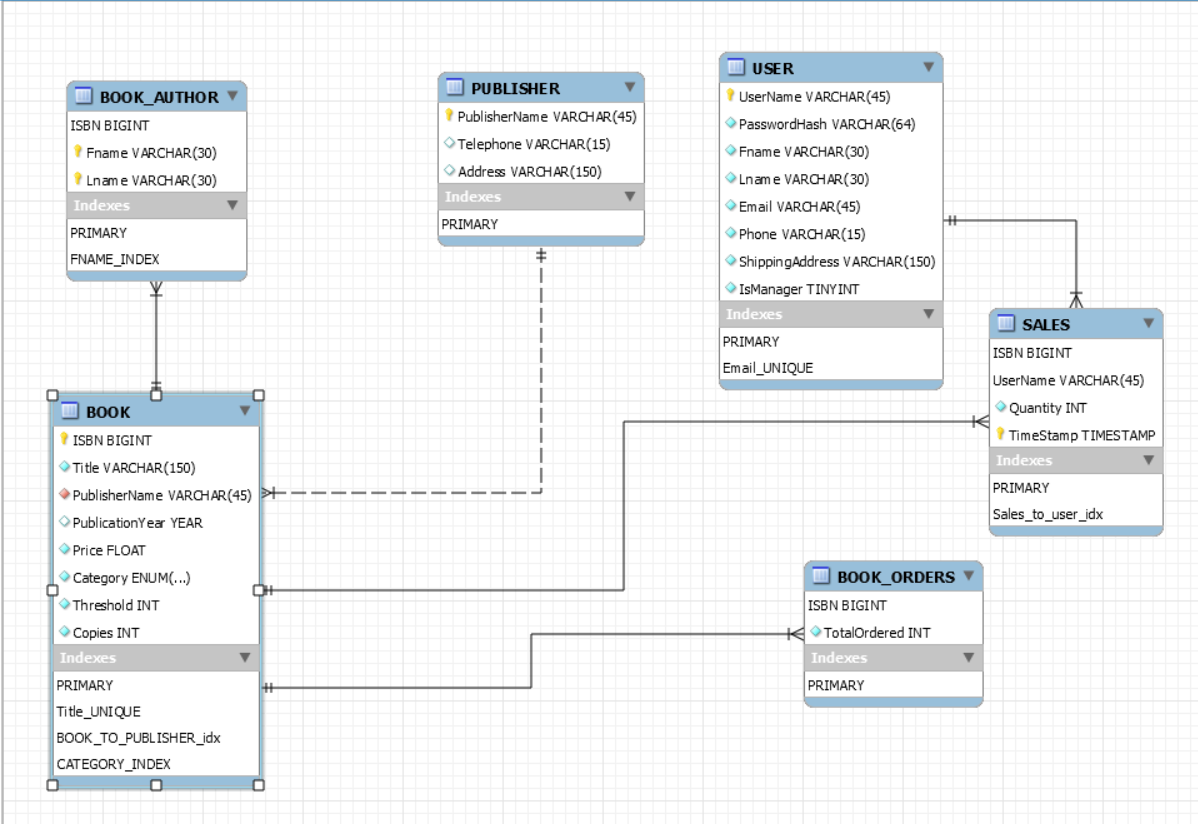 BOOK_AUTHOR
ISBN BIGINT
Fname VARCHAR(30)
Lname VARCHAR(30)
Indexes
PRIMARY
FNAME_INDEX
PUBLISHER
PublisherName VARCHAR(45)
Telephone VARCHAR(15)
Address VARCHAR(150)
Indexes
PRIMARY
USER
UserName VARCHAR(45)
PasswordHash VARCHAR(64)
Fname VARCHAR(30)
Lname VARCHAR(30)
Email VARCHAR(45)
Phone VARCHAR(15)
ShippingAddress VARCHAR(150)
IsManager TINYINT
Indexes
PRIMARY
Email_UNIQUE
SALES
ISBN BIGINT
UserName VARCHAR(45)
Quantity INT
TimeStamp TIMESTAMP
Indexes
PRIMARY
Sales_to_user_idx
BOOK
ISBN BIGINT
Title VARCHAR(150)
PublisherName VARCHAR(45)
PublicationYear YEAR
Price FLOAT
Category ENUM(...)
Threshold INT
Copies INT
Indexes
PRIMARY
Title_UNIQUE
BOOK_TO_PUBLISHER_idx
CATEGORY_INDEX
BOOK_ORDERS
ISBN BIGINT
TotalOrdered INT
Indexes
PRIMARY